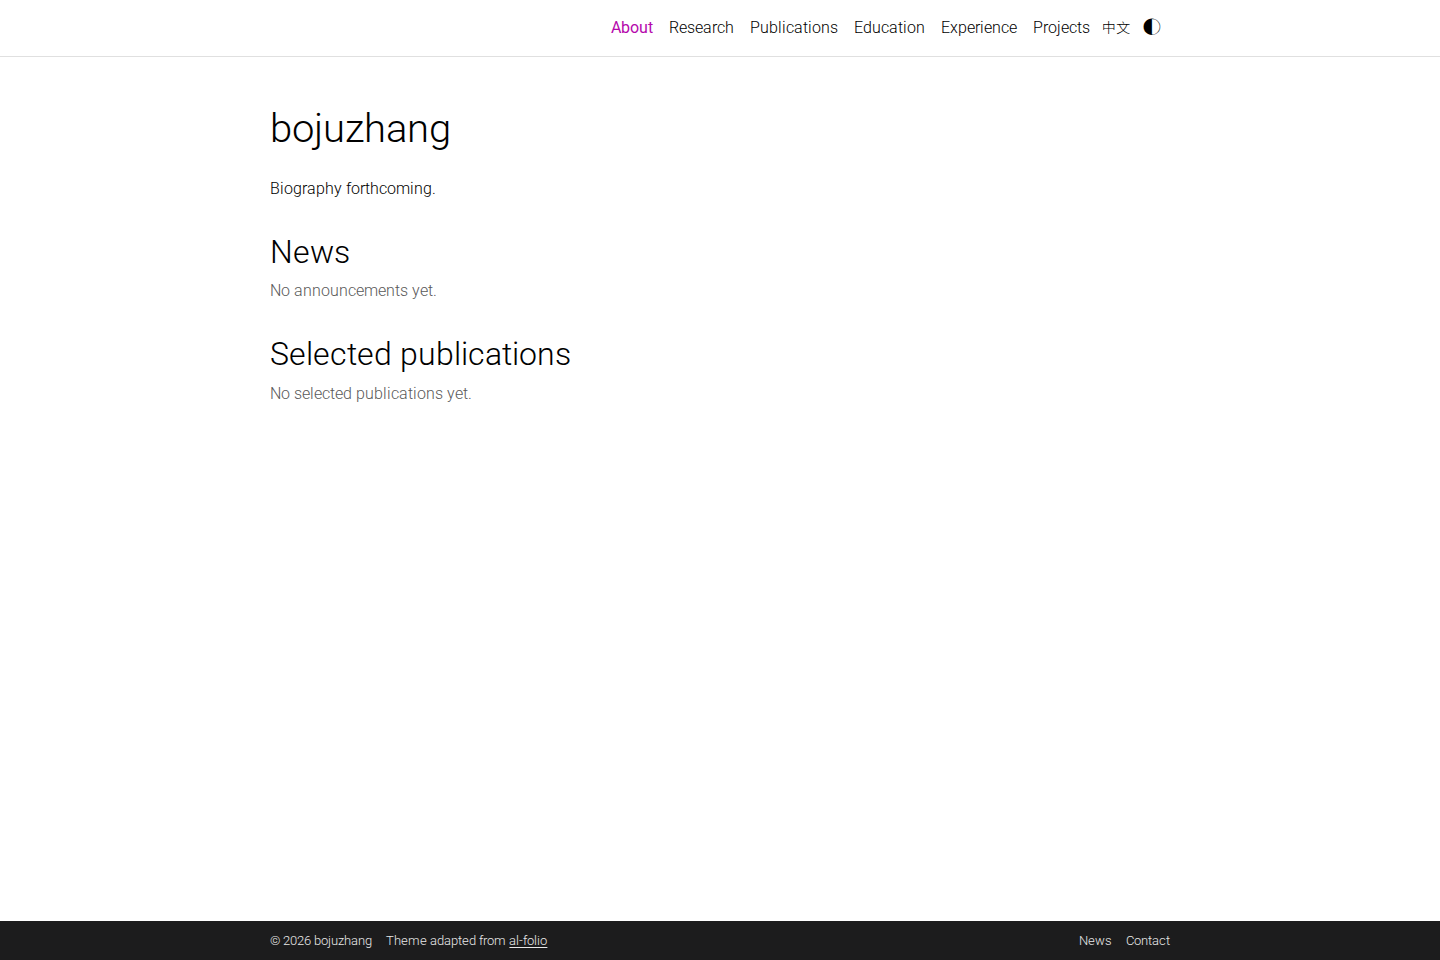 About Research Publications Education Experience Projects 中文
bojuzhang
Biography forthcoming.
News
No announcements yet.
Selected publications
No selected publications yet.
© 2026 bojuzhang Theme adapted from al-folio News Contact